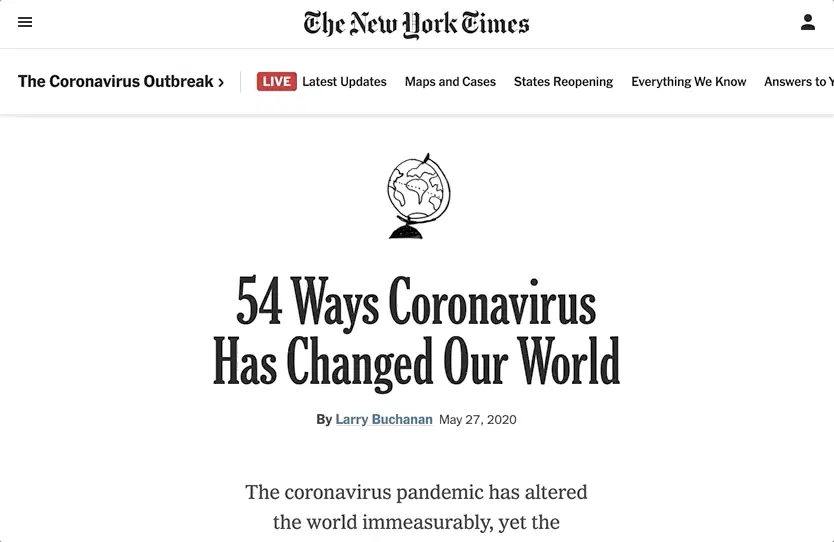 The New York Times
The Coronavirus Outbreak ›
LIVE Latest Updates Maps and Cases States Reopening Everything We Know Answers to Y
54 Ways Coronavirus
Has Changed Our World
By Larry Buchanan May 27, 2020
The coronavirus pandemic has altered
the world immeasurably, yet the